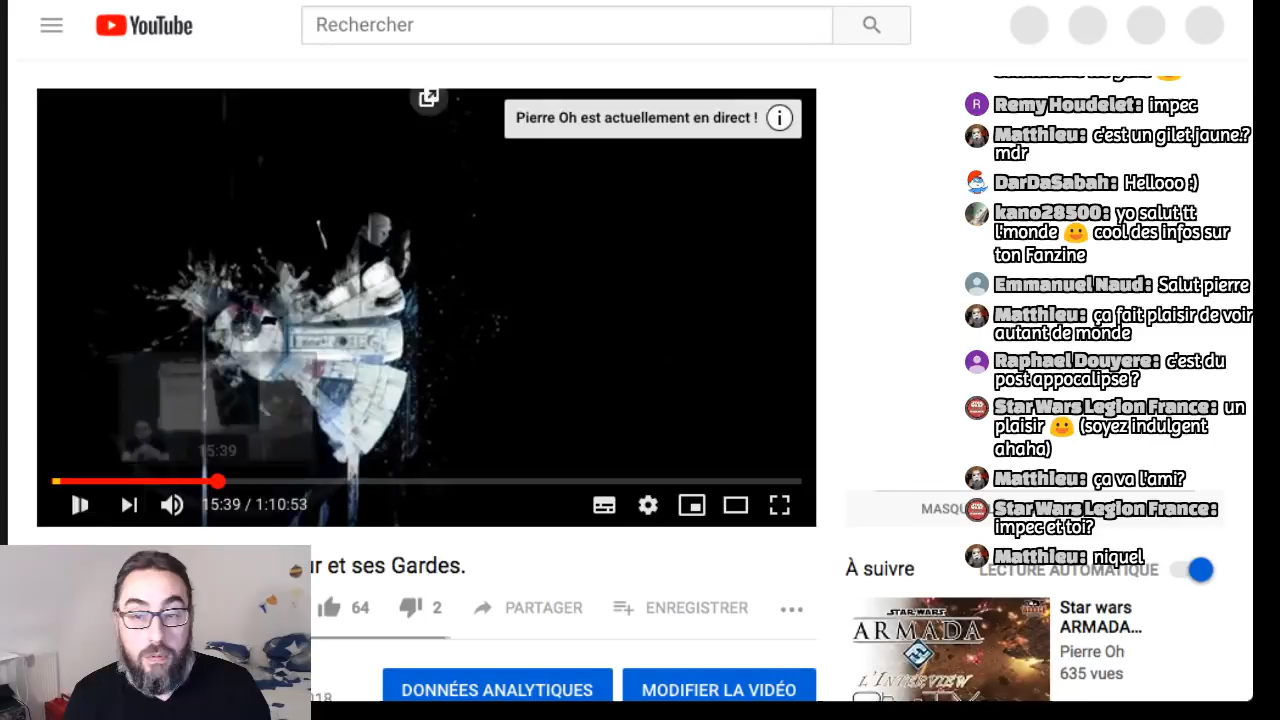 YouTube
Rechercher
Pierre Oh est actuellement en direct !
15:39
15:39 / 1:10:53
ur et ses Gardes.
64
2
PARTAGER
ENREGISTRER
DONNÉES ANALYTIQUES
MODIFIER LA VIDÉO
Remy Houdelet: impec
Matthieu: c'est un gilet jaune.?
mdr
DarDaSabah: Hellooo :)
kano28500: yo salut tt
l'monde 🙂 cool des infos sur
ton Fanzine
Emmanuel Naud: Salut pierre
Matthieu: ça fait plaisir de voir
autant de monde
Raphael Douyere: c'est du
post appocalipse ?
Star Wars Legion France: un
plaisir 🙂 (soyez indulgent
ahaha)
Matthieu: ça va l'ami?
MASQU
Star Wars Legion France:
impec et toi?
Matthieu: niquel
À suivre
LECTURE AUTOMATIQUE
STAR WARS
ARMADA
L'INTERVIEW
Star wars
ARMADA...
Pierre Oh
635 vues